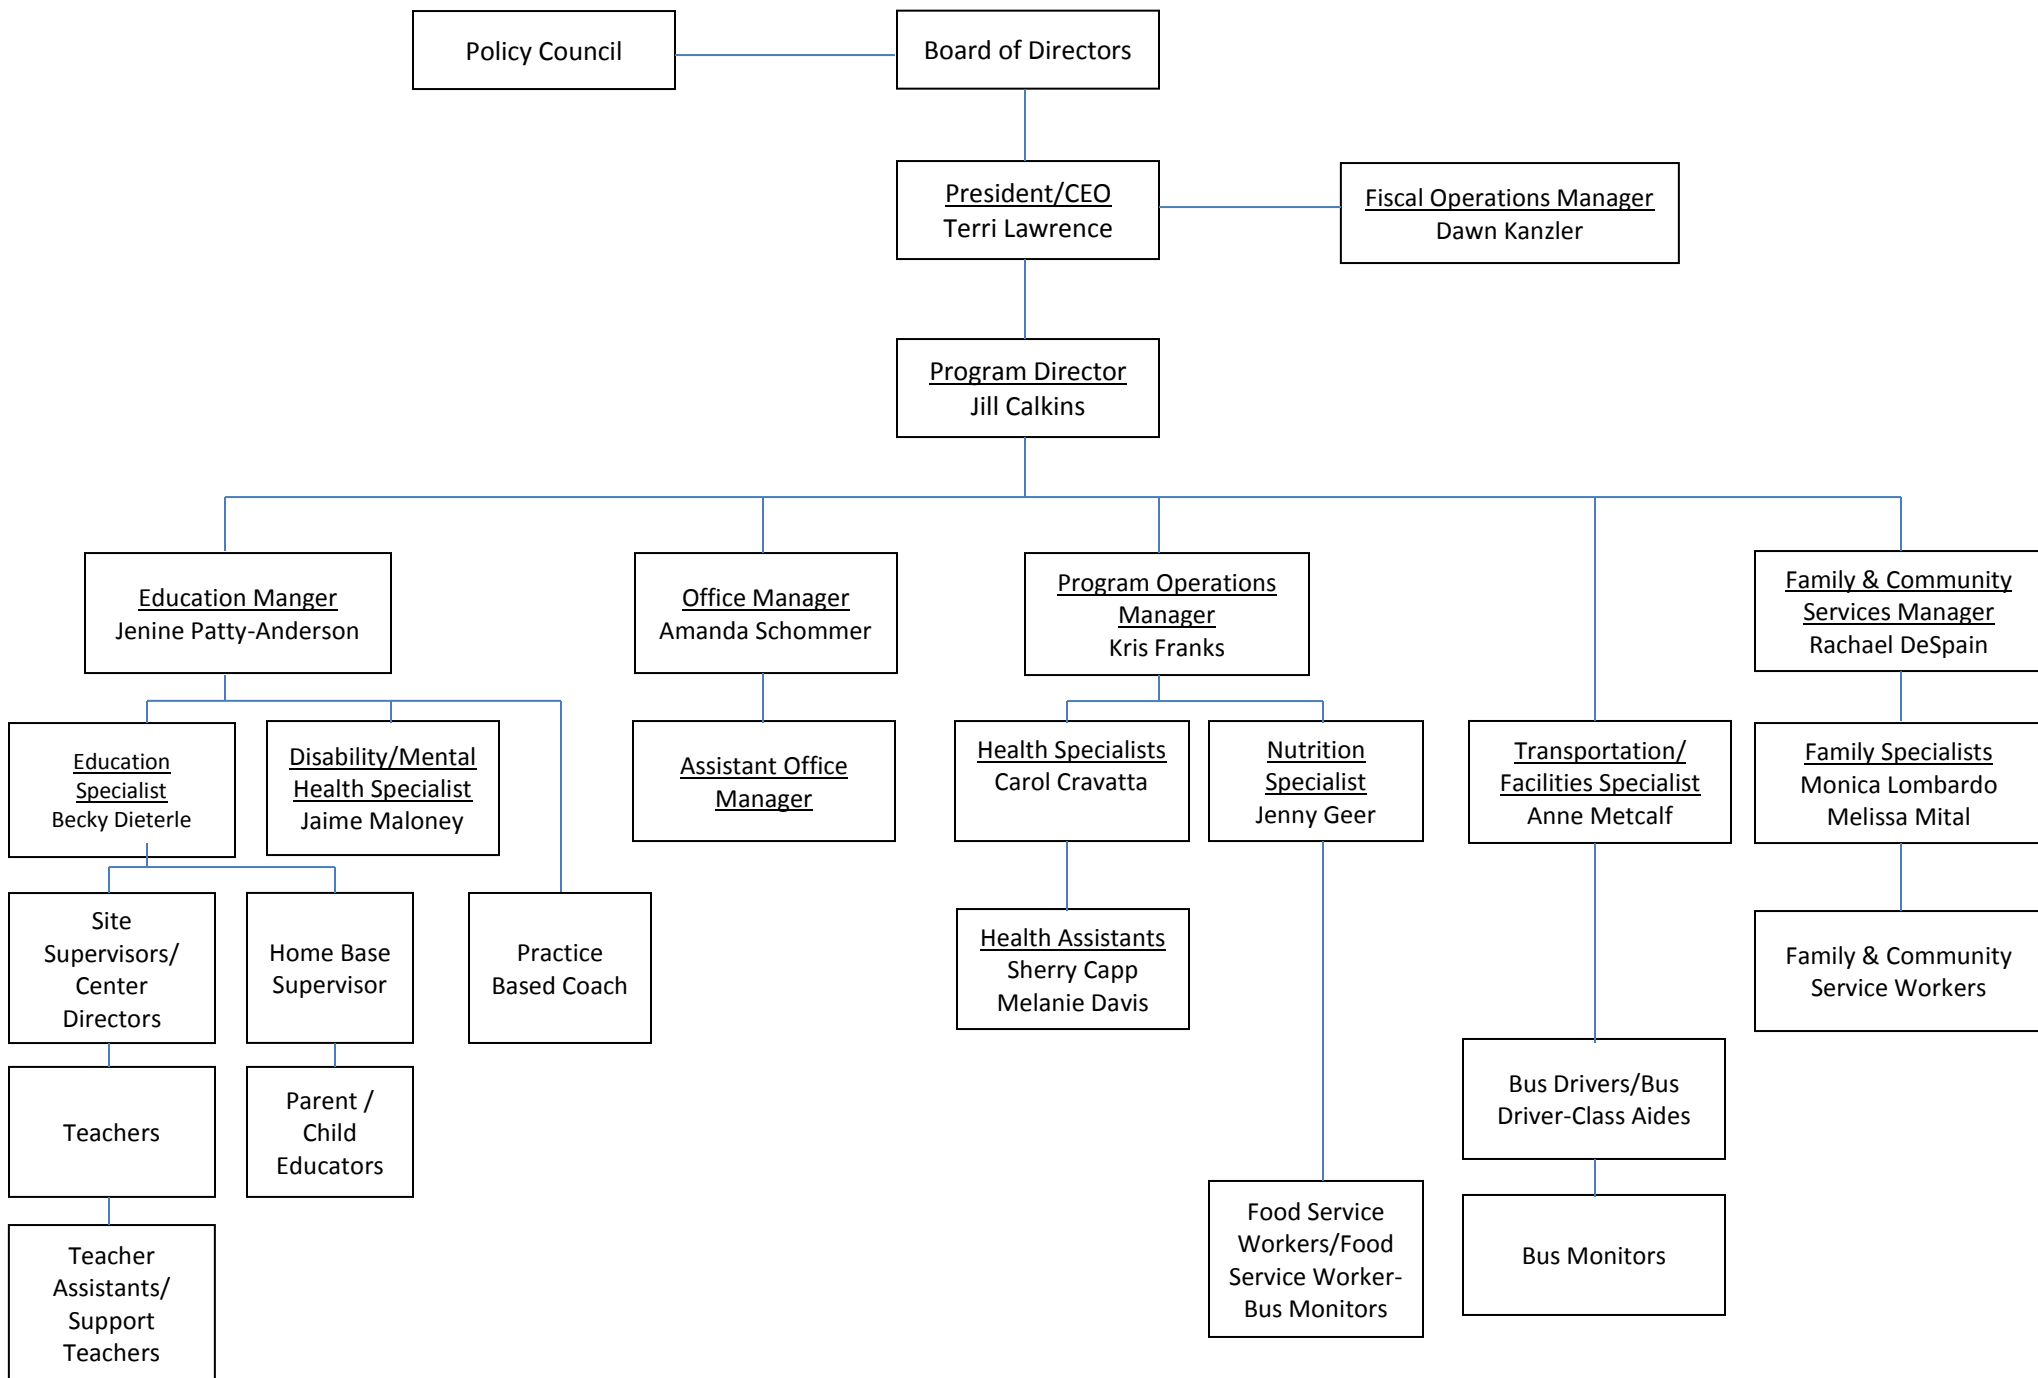 Policy Council
Board of Directors
President/CEO
Terri Lawrence
Fiscal Operations Manager
Dawn Kanzler
Program Director
Jill Calkins
Education Manger
Jenine Patty-Anderson
Office Manager
Amanda Schommer
Program Operations
Manager
Kris Franks
Family & Community
Services Manager
Rachael DeSpain
Education
Specialist
Becky Dieterle
Disability/Mental
Health Specialist
Jaime Maloney
Assistant Office
Manager
Health Specialists
Carol Cravatta
Nutrition
Specialist
Jenny Geer
Transportation/
Facilities Specialist
Anne Metcalf
Family Specialists
Monica Lombardo
Melissa Mital
Site
Supervisors/
Center
Directors
Home Base
Supervisor
Practice
Based Coach
Health Assistants
Sherry Capp
Melanie Davis
Family & Community
Service Workers
Teachers
Parent /
Child
Educators
Bus Drivers/Bus
Driver-Class Aides
Food Service
Workers/Food
Service Worker-
Bus Monitors
Bus Monitors
Teacher
Assistants/
Support
Teachers